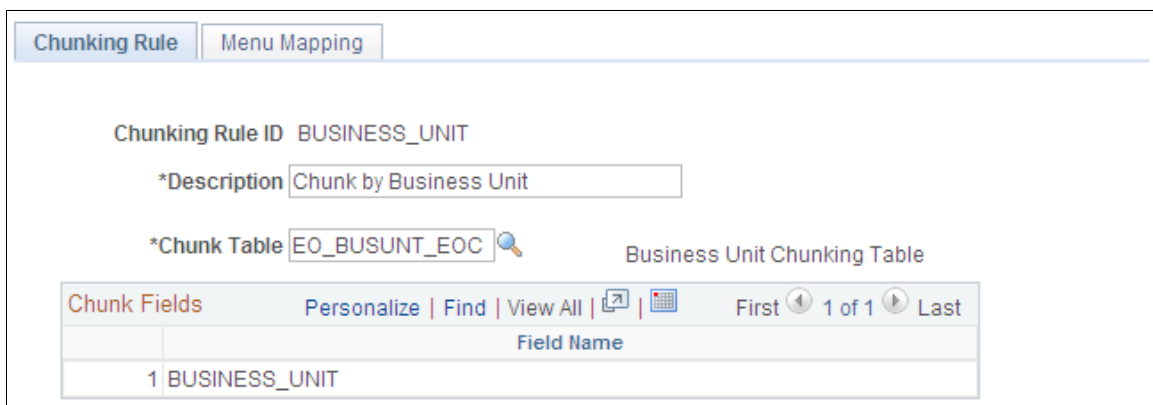 Chunking Rule Menu Mapping
Chunking Rule ID BUSINESS_UNIT
*Description Chunk by Business Unit
*Chunk Table EO_BUSUNT_EOC Business Unit Chunking Table
Chunk Fields Personalize | Find | View All | | First 1 of 1 Last
Field Name
1 BUSINESS_UNIT